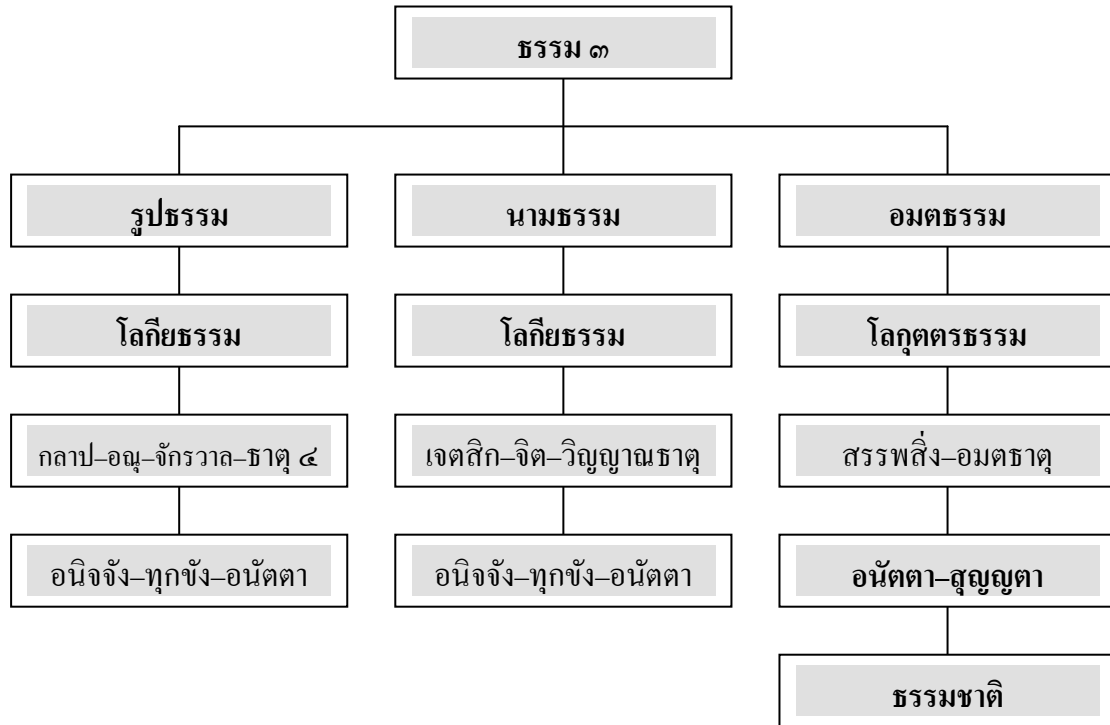 ธรรม ๓
รูปธรรม
นามธรรม
อมตธรรม
โลกียธรรม
โลกียธรรม
โลกุตตรธรรม
กลาป–อณุ–จักรวาล–ธาตุ ๔
เจตสิก–จิต–วิญญาณธาตุ
สรรพสิ่ง–อมตธาตุ
อนิจจัง–ทุกขัง–อนัตตา
อนิจจัง–ทุกขัง–อนัตตา
อนัตตา–สุญญตา
ธรรมชาติ